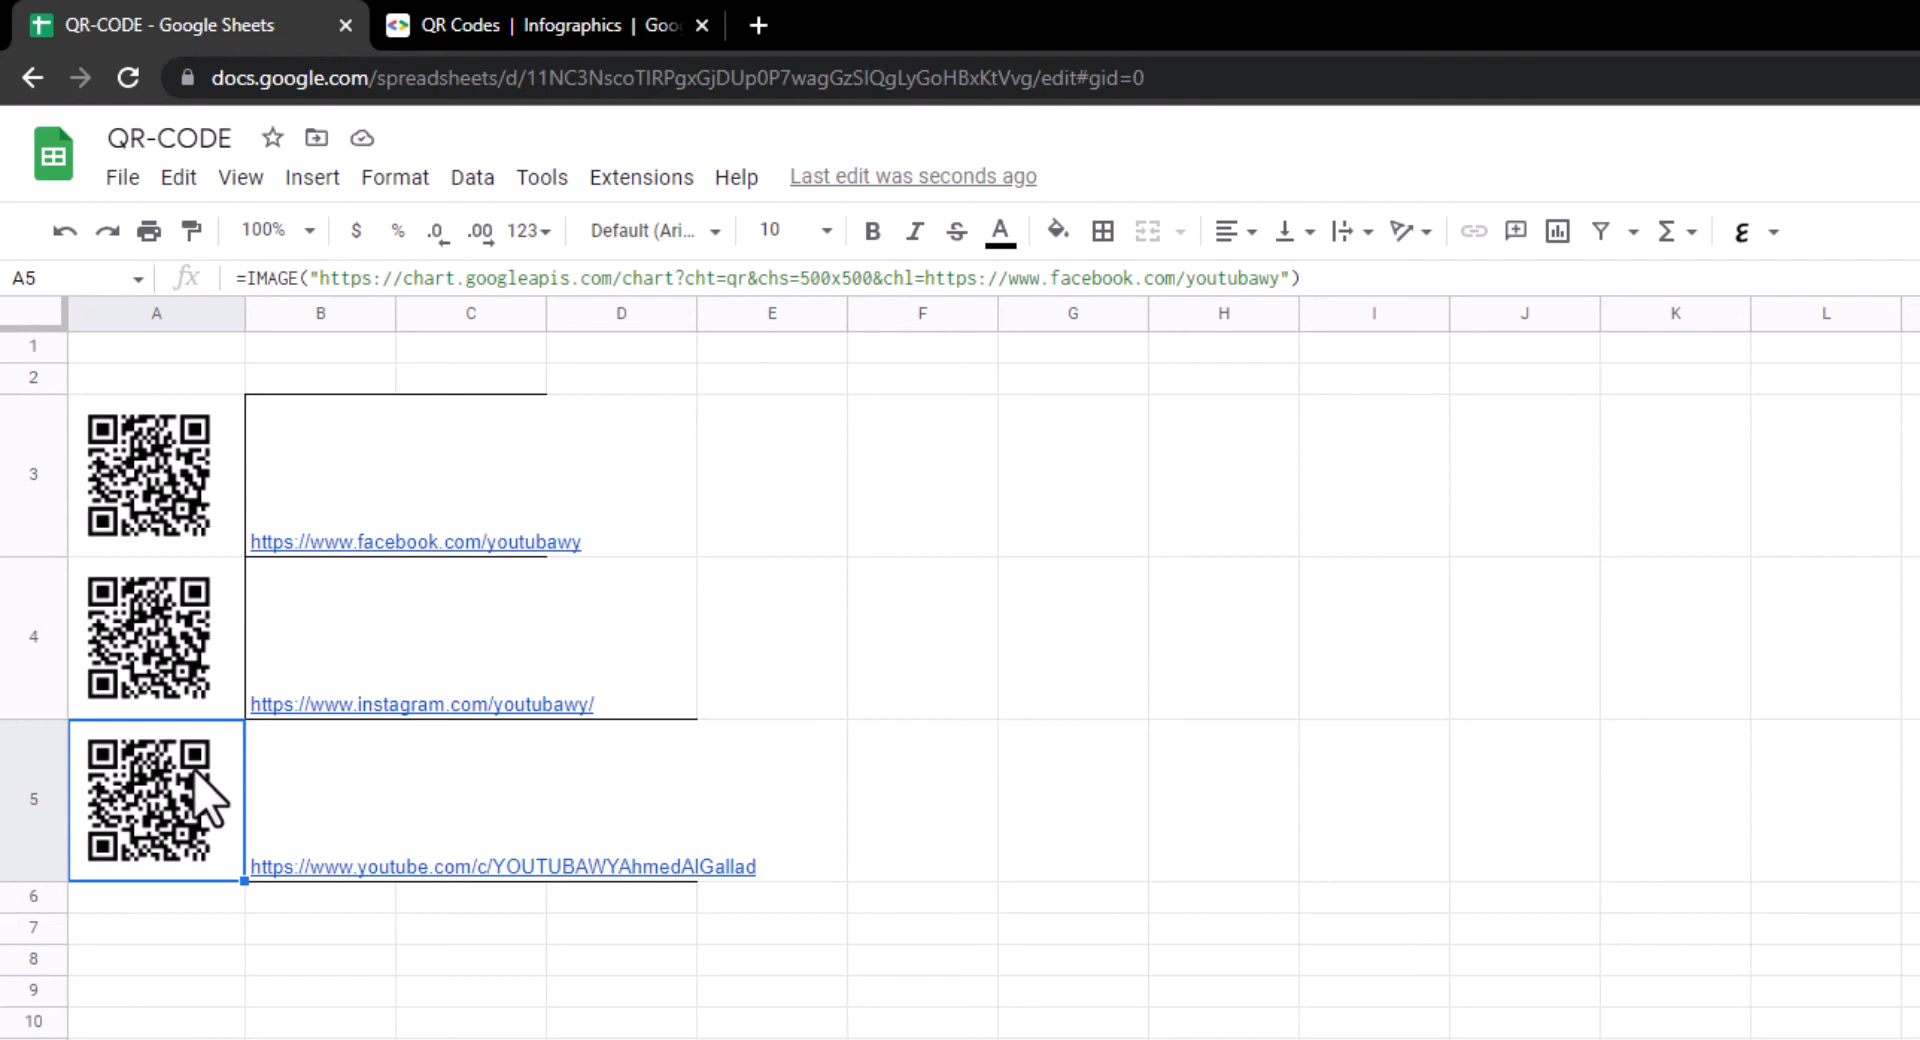 QR-CODE - Google Sheets
QR Codes | Infographics | Goo
docs.google.com/spreadsheets/d/11NC3NscoTlRPgxGjDUp0P7wagGzSIQgLyGoHBxKtVvg/edit#gid=0
QR-CODE
File Edit View Insert Format Data Tools Extensions Help Last edit was seconds ago
100% $ % .0 .00 123 Default (Ari... 10 B I S A Σ ε
A5 fx =IMAGE("https://chart.googleapis.com/chart?cht=qr&chs=500x500&chl=https://www.facebook.com/youtubawy")
A B C D E F G H I J K L
1
2
3 https://www.facebook.com/youtubawy
4 https://www.instagram.com/youtubawy/
5 https://www.youtube.com/c/YOUTUBAWYAhmedAlGallad
6
7
8
9
10